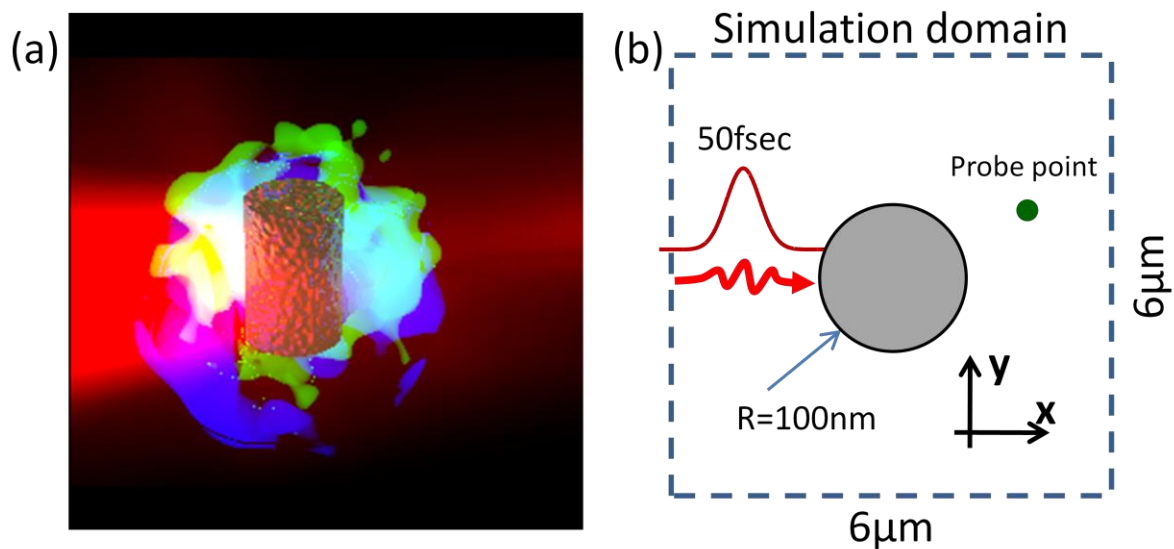 (a)
(b)
Simulation domain
50fsec
Probe point
R=100nm
y
x
6μm
6μm